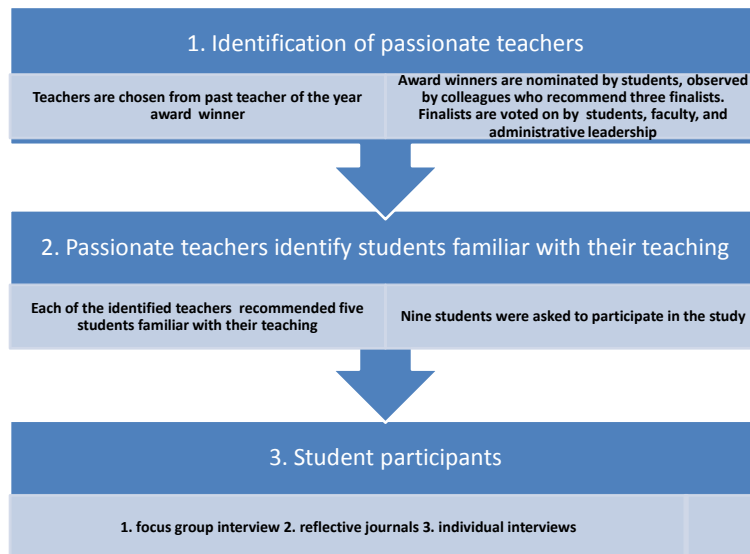 1. Identification of passionate teachers
Teachers are chosen from past teacher of the year
award winner
Award winners are nominated by students, observed
by colleagues who recommend three finalists.
Finalists are voted on by students, faculty, and
administrative leadership
2. Passionate teachers identify students familiar with their teaching
Each of the identified teachers recommended five
students familiar with their teaching
Nine students were asked to participate in the study
3. Student participants
1. focus group interview 2. reflective journals 3. individual interviews